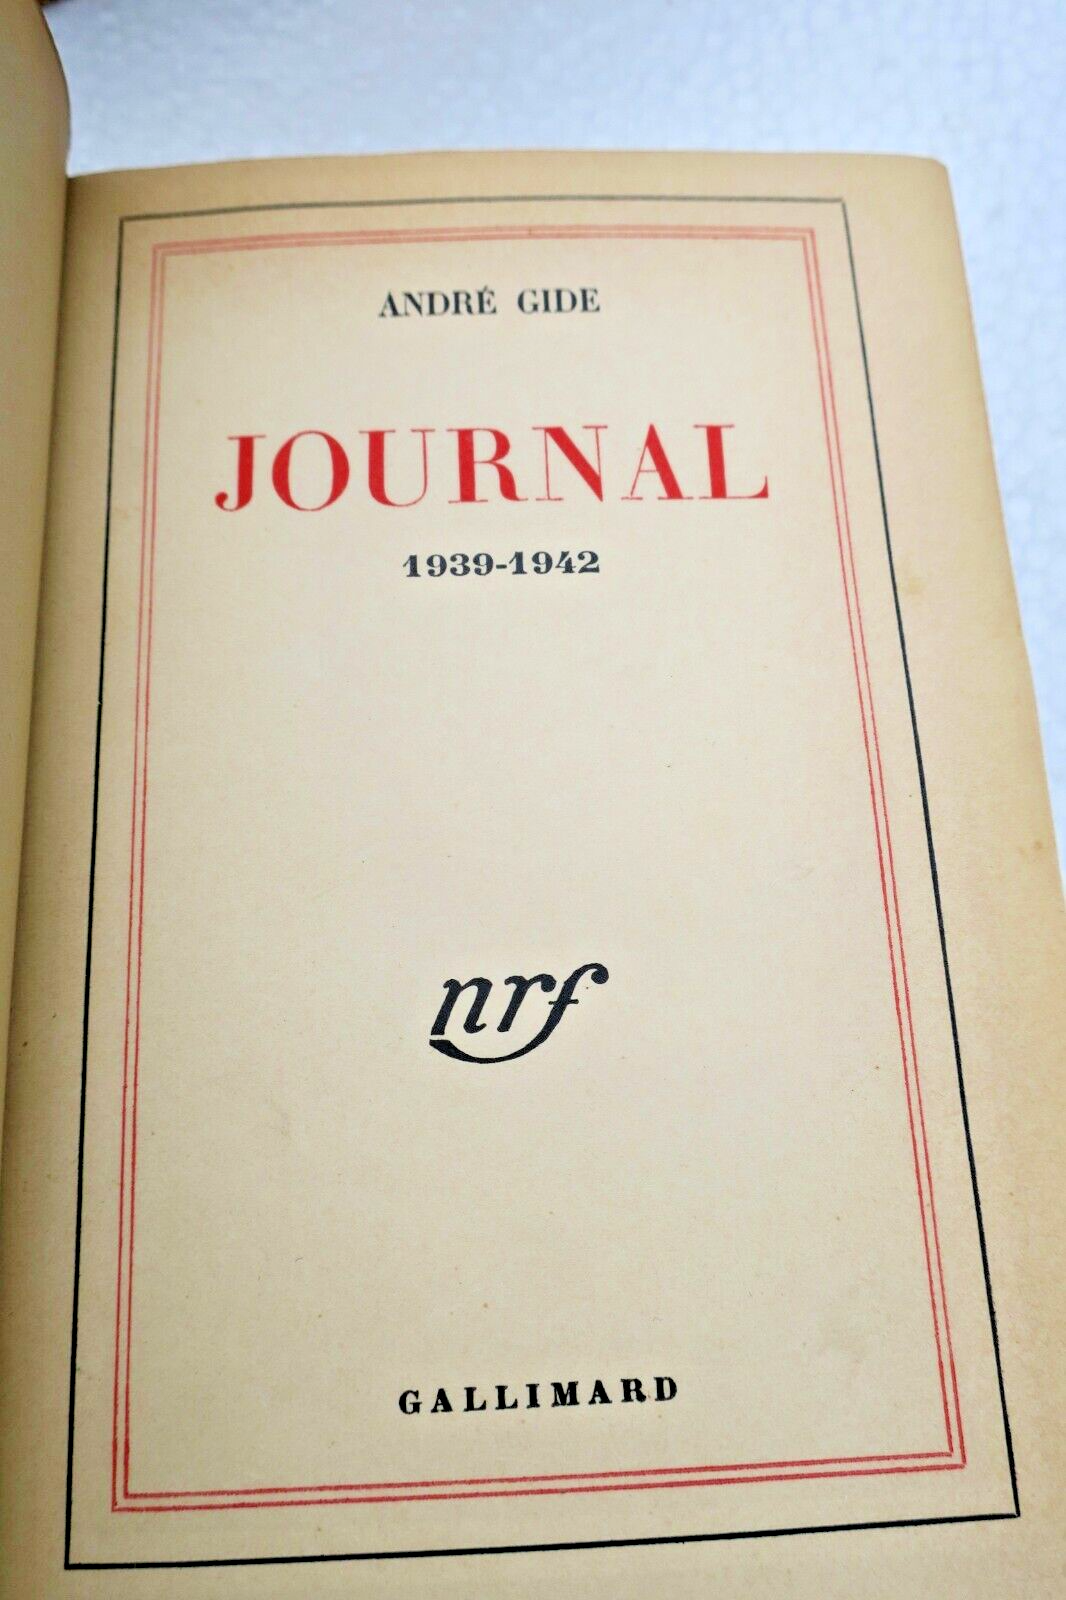 ANDRÉ GIDE
JOURNAL
1939-1942
nrf
GALLIMARD